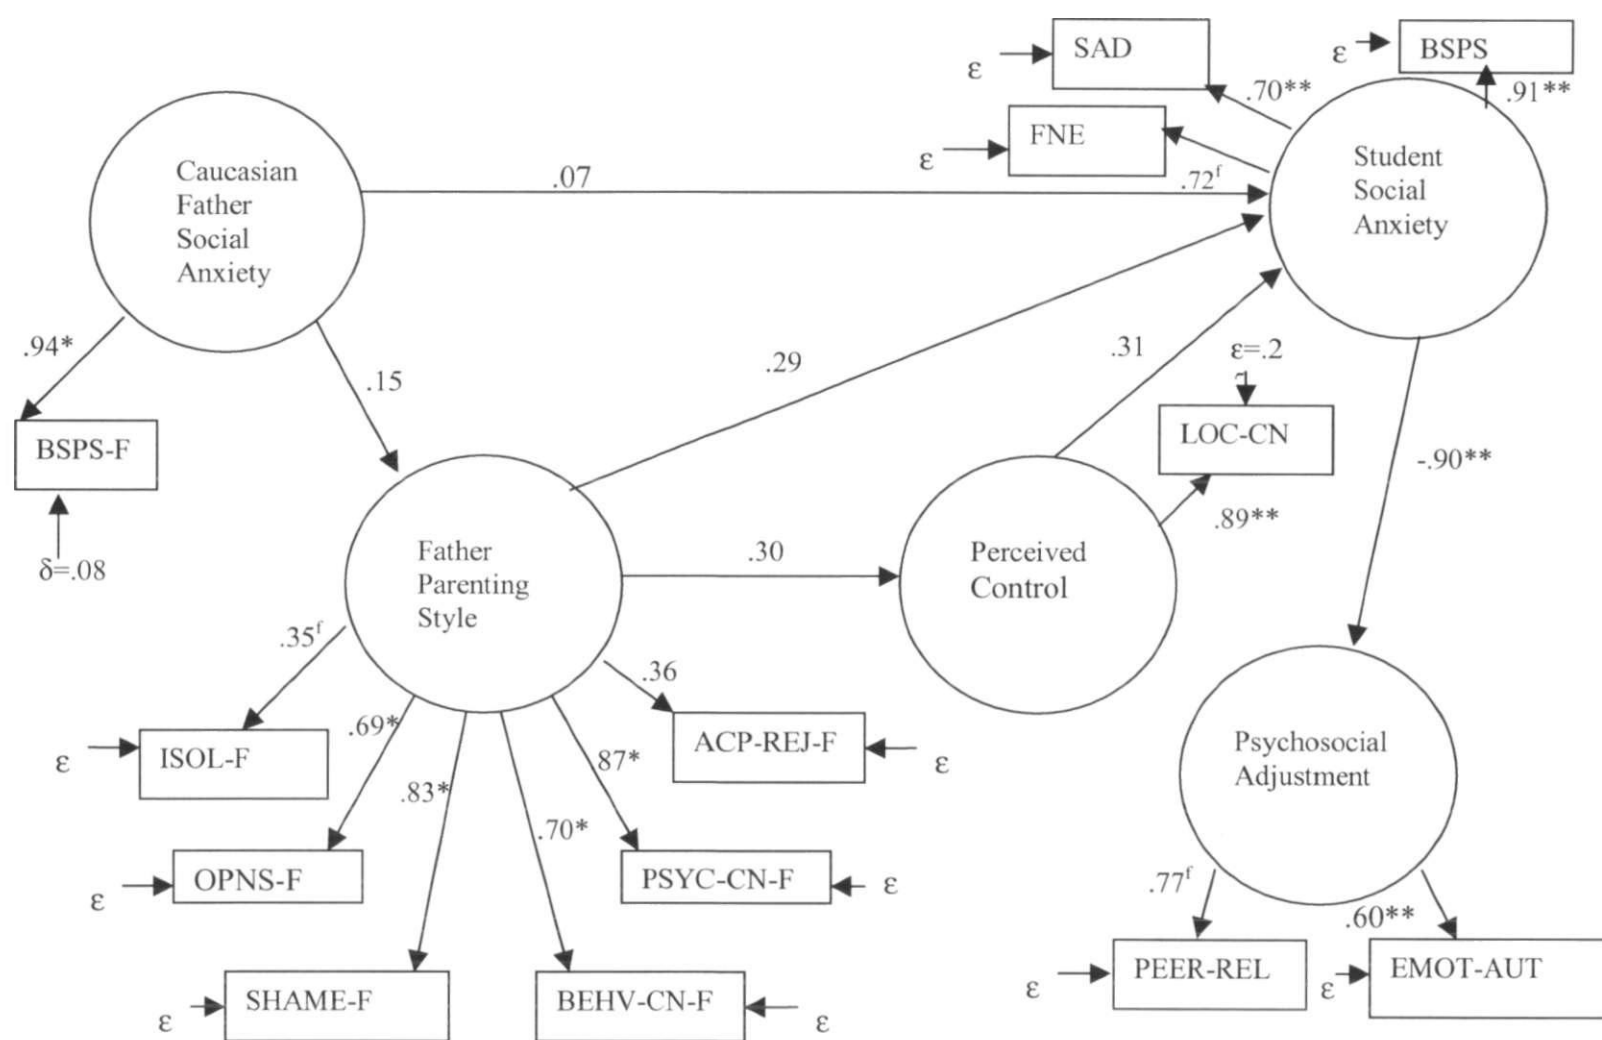 ε
SAD
ε
BSPS
.70**
.91**
ε
FNE
.72ᶠ
Caucasian
Father
Social
Anxiety
Student
Social
Anxiety
.07
.94*
.15
.29
.31
ε=.2
LOC-CN
.89**
-.90**
BSPS-F
δ=.08
Father
Parenting
Style
.30
Perceived
Control
.35ᶠ
.36
.69*
.83*
.70*
87*
ε
ISOL-F
ACP-REJ-F
ε
Psychosocial
Adjustment
ε
OPNS-F
PSYC-CN-F
ε
.77ᶠ
.60**
ε
SHAME-F
BEHV-CN-F
ε
ε
PEER-REL
ε
EMOT-AUT